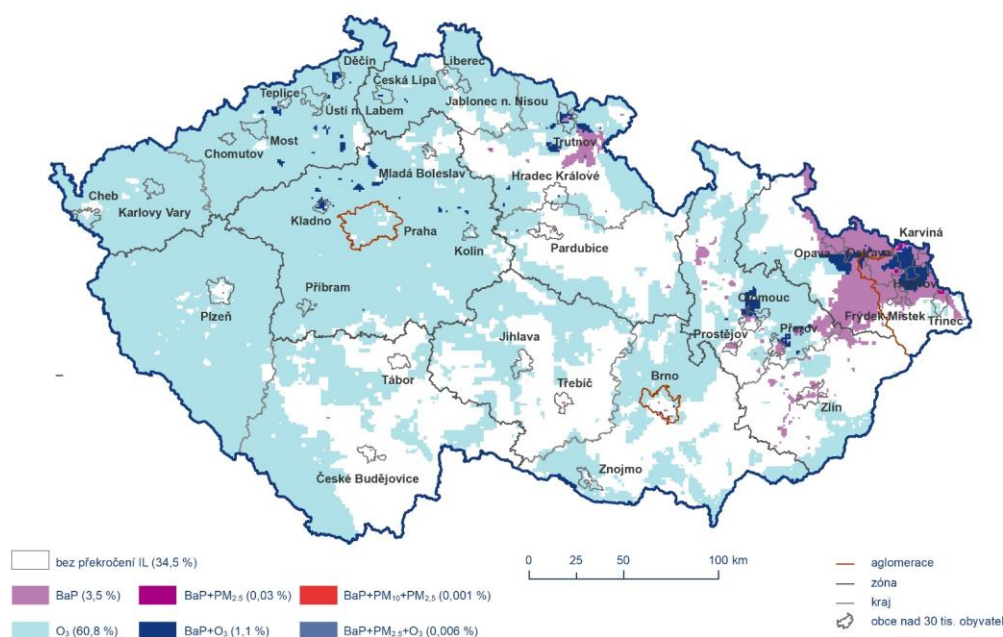 Děčín
Liberec
Česká Lípa
Teplice
Jablonec n. Nisou
Ústí n. Labem
Most
Trutnov
Chomutov
Mladá Boleslav
Hradec Králové
Cheb
Karlovy Vary
Kladno
Praha
Kolín
Pardubice
Karviná
Opava
Ostrava
Olomouc
Příbram
Plzeň
Frýdek-Místek
Třinec
Jihlava
Prostějov
Přerov
Tábor
Třebíč
Brno
Zlín
České Budějovice
Znojmo
bez překročení IL (34,5 %)
0 25 50 100 km
aglomerace
BaP (3,5 %) BaP+PM₂.₅ (0,03 %) BaP+PM₁₀+PM₂.₅ (0,001 %)
zóna
kraj
O₃ (60,8 %) BaP+O₃ (1,1 %) BaP+PM₂.₅+O₃ (0,006 %)
obce nad 30 tis. obyvatel